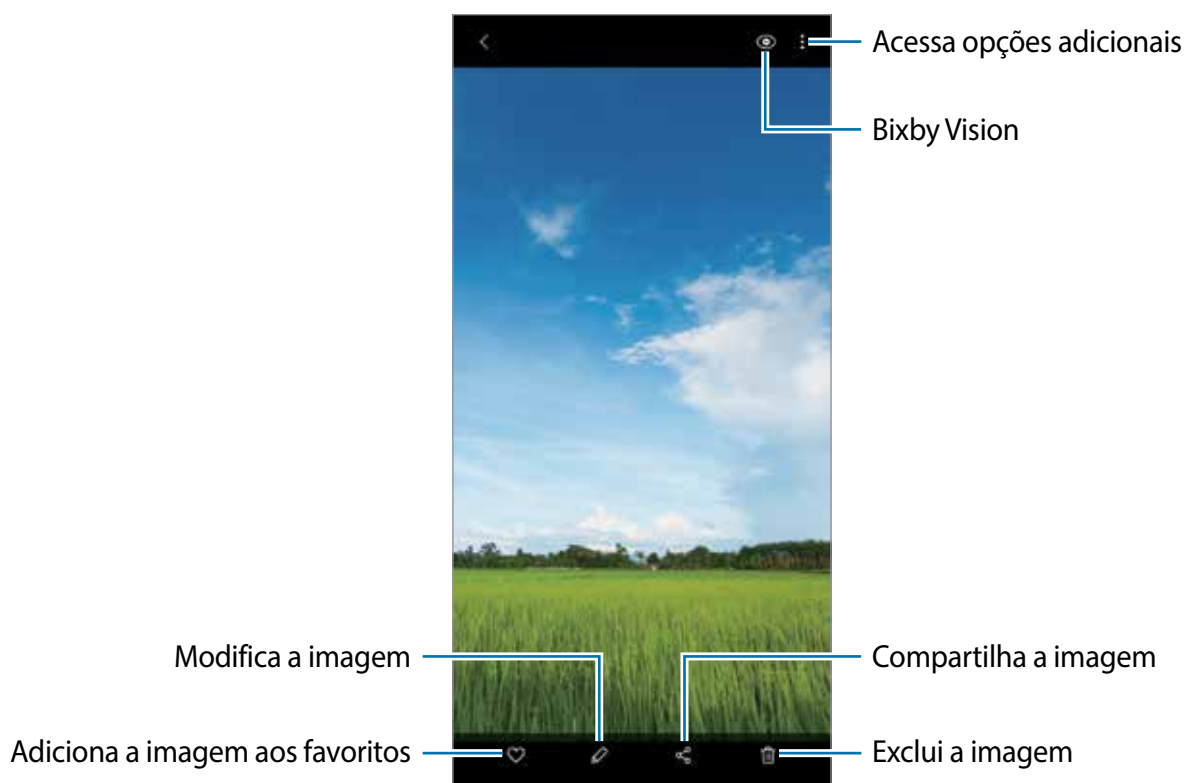 Acessa opções adicionais
Bixby Vision
Modifica a imagem
Compartilha a imagem
Adiciona a imagem aos favoritos
Exclui a imagem